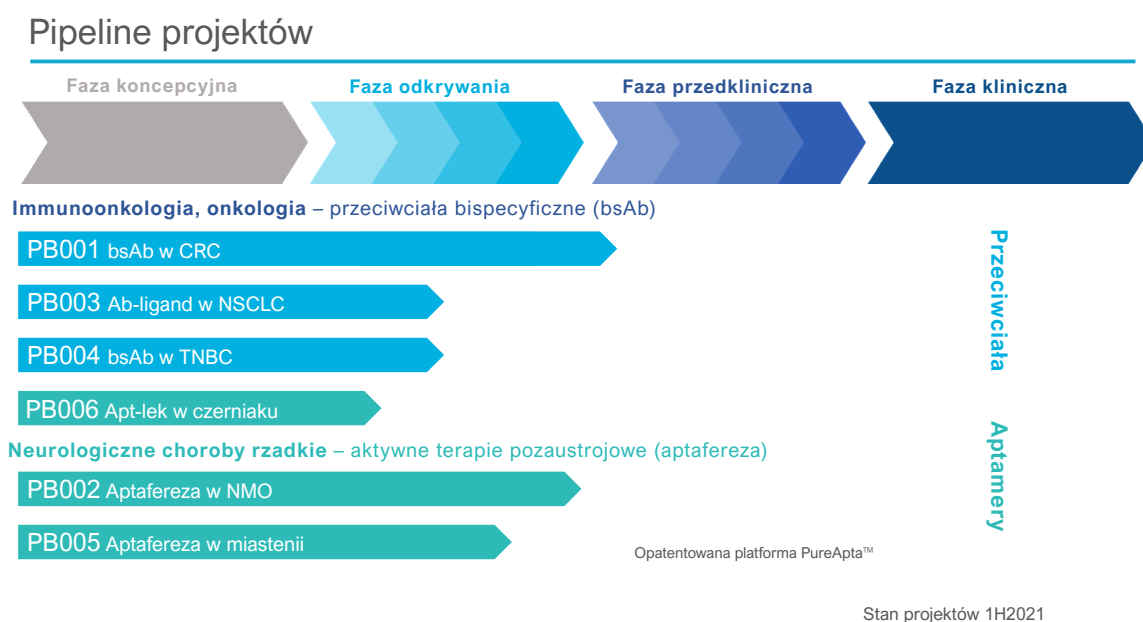 Pipeline projektów
Faza koncepcyjna
Faza odkrywania
Faza przedkliniczna
Faza kliniczna
Immunoonkologia, onkologia – przeciwciała bispecyficzne (bsAb)
PB001 bsAb w CRC
PB003 Ab-ligand w NSCLC
PB004 bsAb w TNBC
PB006 Apt-lek w czerniaku
Przeciwciała
Neurologiczne choroby rzadkie – aktywne terapie pozaustrojowe (aptafereza)
PB002 Aptafereza w NMO
PB005 Aptafereza w miastenii
Aptamery
Opatentowana platforma PureApta™
Stan projektów 1H2021